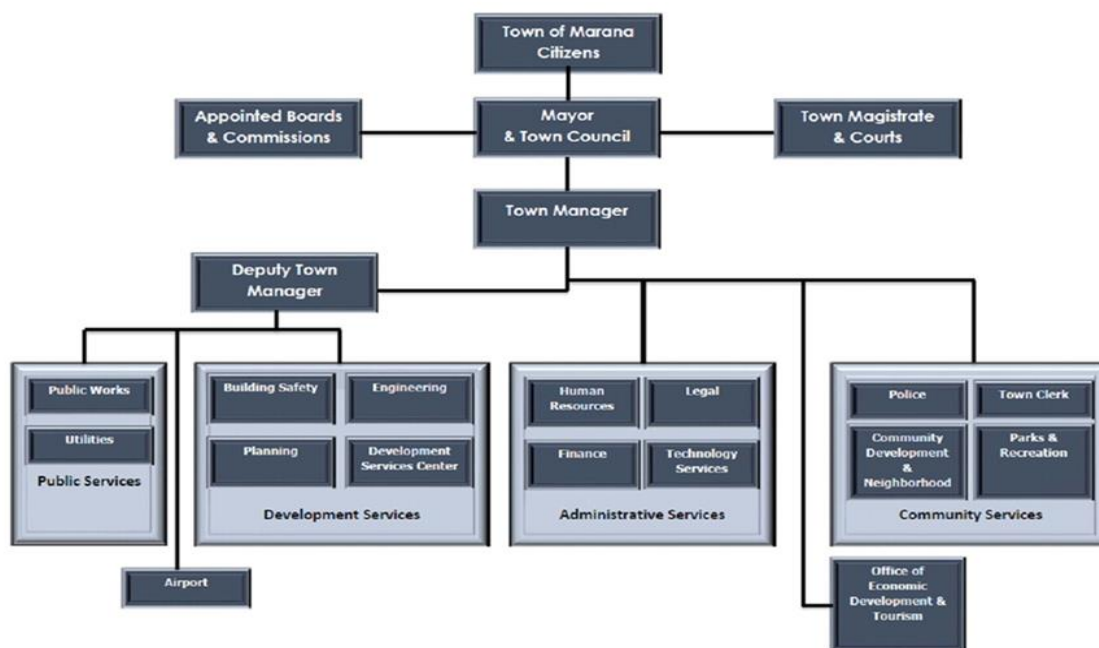 Town of Marana
Citizens
Appointed Boards
& Commissions
Mayor
& Town Council
Town Magistrate
& Courts
Town Manager
Deputy Town
Manager
Public Works
Utilities
Public Services
Building Safety
Engineering
Planning
Development
Services Center
Development Services
Human
Resources
Legal
Finance
Technology
Services
Administrative Services
Police
Town Clerk
Community
Development
&
Neighborhood
Parks &
Recreation
Community Services
Airport
Office of
Economic
Development &
Tourism